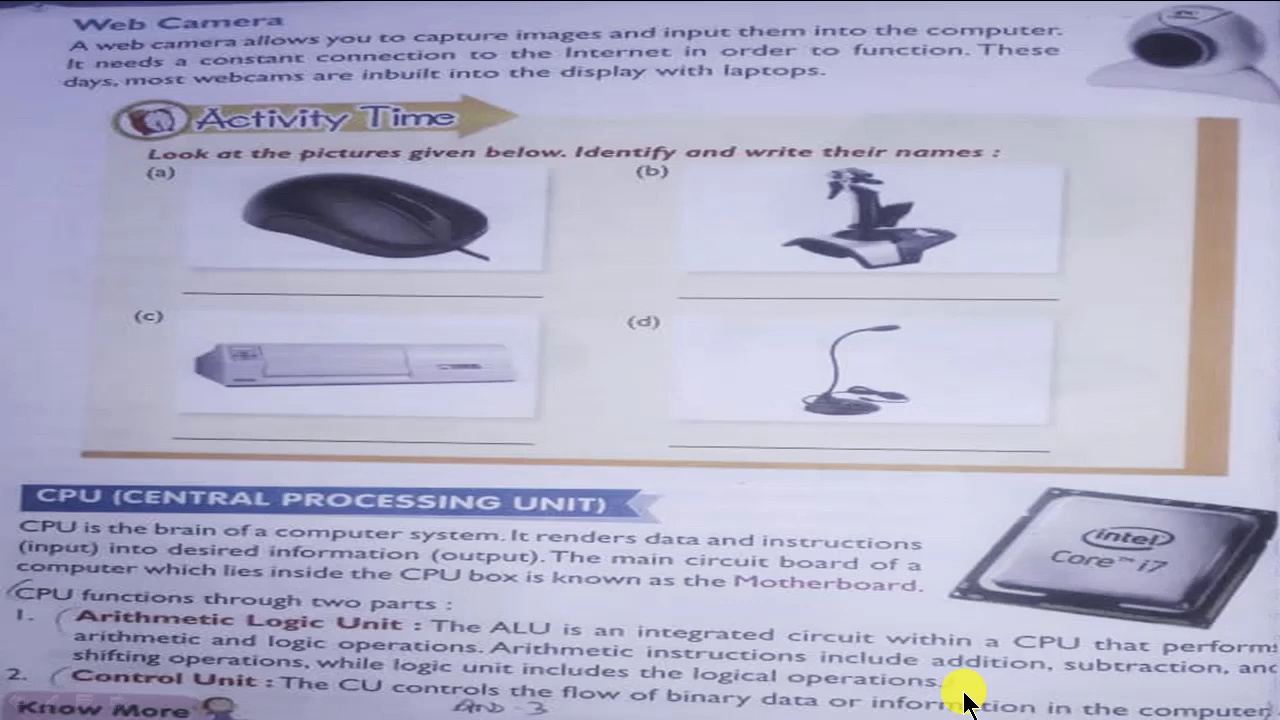 Web Camera
A web camera allows you to capture images and input them into the computer.
It needs a constant connection to the Internet in order to function. These
days, most webcams are inbuilt into the display with laptops.
Activity Time
Look at the pictures given below. Identify and write their names :
(a)
(b)
(c)
(d)
CPU (CENTRAL PROCESSING UNIT)
CPU is the brain of a computer system. It renders data and instructions
(input) into desired information (output). The main circuit board of a
computer which lies inside the CPU box is known as the Motherboard.
intel
Core™ i7
CPU functions through two parts :
1. Arithmetic Logic Unit : The ALU is an integrated circuit within a CPU that performs
arithmetic and logic operations. Arithmetic instructions include addition, subtraction, and
shifting operations, while logic unit includes the logical operations.
2. Control Unit : The CU controls the flow of binary data or information in the computer.
Know More
AnD - 3